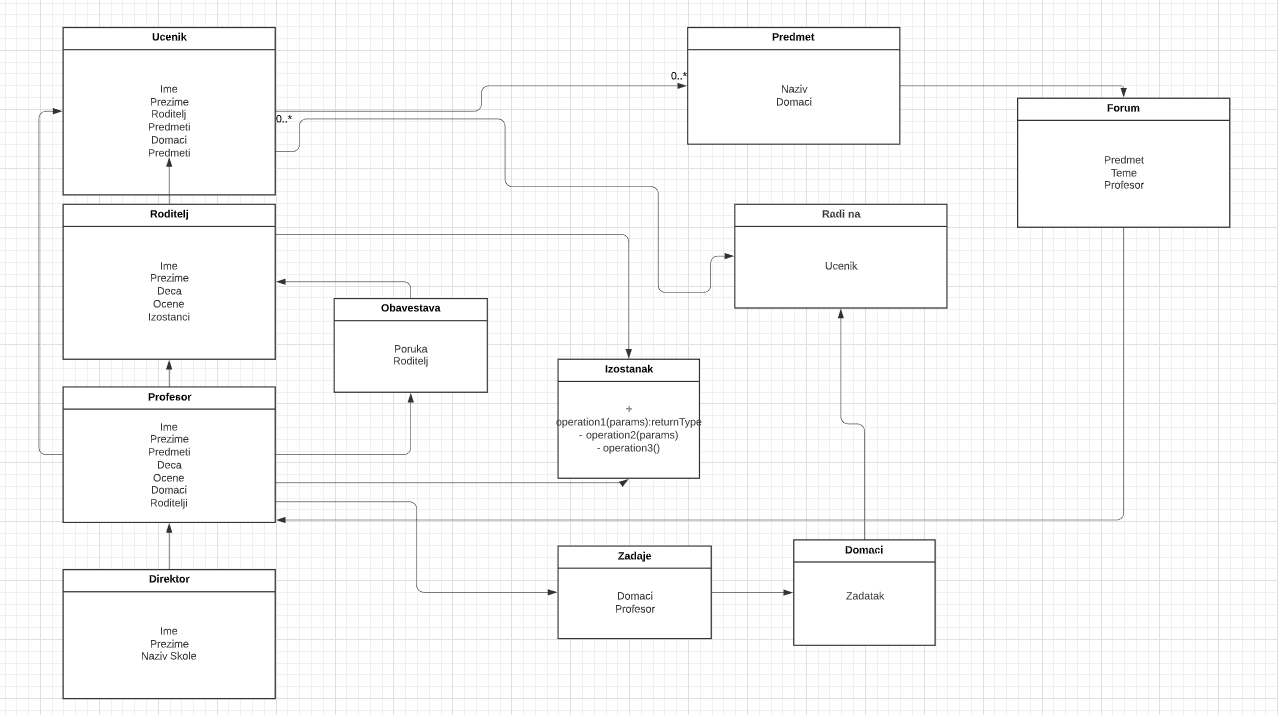 Ucenik
Ime
Prezime
Roditelj
Predmeti
Domaci
Predmeti
0..*
0..*
Predmet
Naziv
Domaci
Forum
Predmet
Teme
Profesor
Roditelj
Ime
Prezime
Deca
Ocene
Izostanci
Radi na
Ucenik
Obavestava
Poruka
Roditelj
Izostanak
+
operation1(params):returnType
- operation2(params)
- operation3()
Profesor
Ime
Prezime
Predmeti
Deca
Ocene
Domaci
Roditelji
Direktor
Ime
Prezime
Naziv Skole
Zadaje
Domaci
Profesor
Domaci
Zadatak